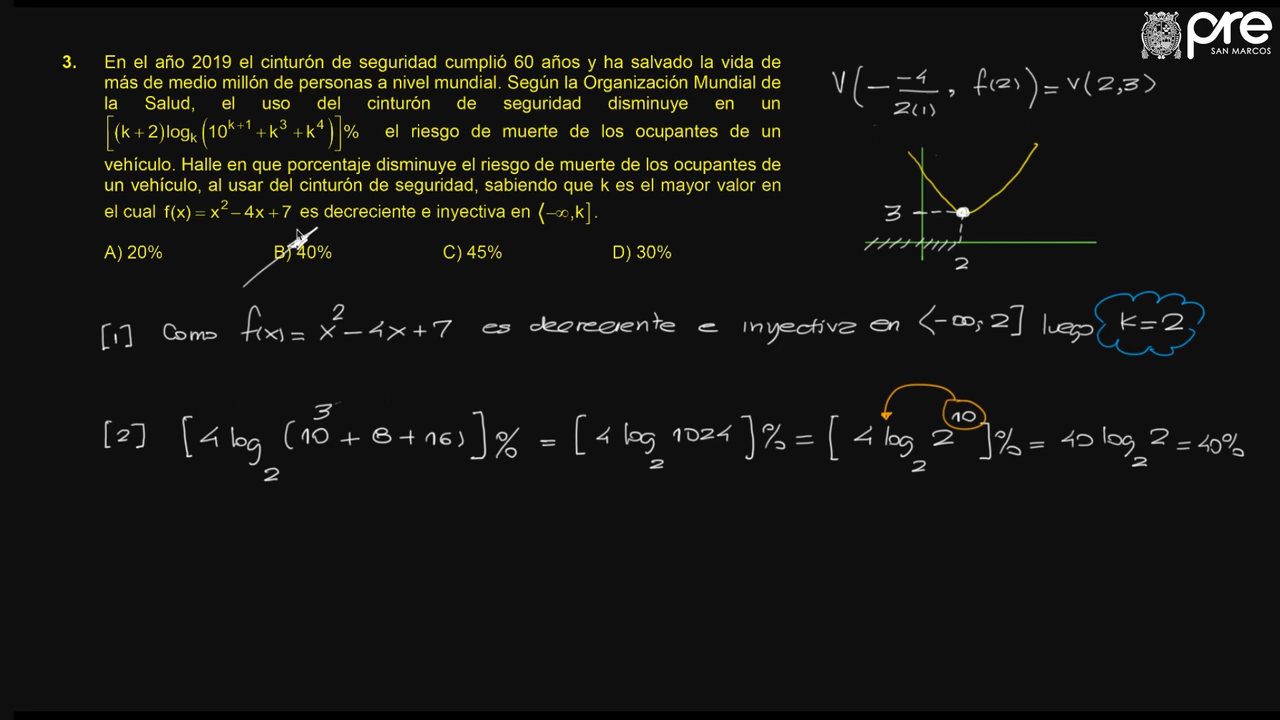 pre
SAN MARCOS
3. En el año 2019 el cinturón de seguridad cumplió 60 años y ha salvado la vida de
más de medio millón de personas a nivel mundial. Según la Organización Mundial de
la Salud, el uso del cinturón de seguridad disminuye en un
[(k+2)log_k(10^{k+1}+k^3+k^4)]% el riesgo de muerte de los ocupantes de un
vehículo. Halle en que porcentaje disminuye el riesgo de muerte de los ocupantes de
un vehículo, al usar del cinturón de seguridad, sabiendo que k es el mayor valor en
el cual f(x)=x^2−4x+7 es decreciente e inyectiva en ⟨−∞,k].
A) 20% B) 40% C) 45% D) 30%
V(− −4/2(1), f(2)) = V(2,3)
3
2
[1] Como f(x) = x^2 − 4x + 7 es decreciente e inyectiva en ⟨−∞; 2] luego K=2
[2] [4 log_2 (10^3 + 8 + 16)]% = [4 log_2 1024]% = [4 log_2 2^10]% = 40 log_2 2 = 40%